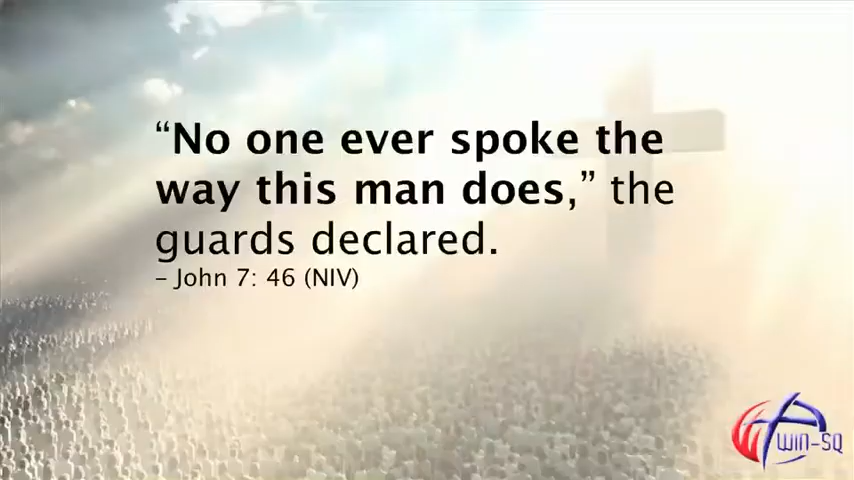 “No one ever spoke the
way this man does,” the
guards declared.
– John 7: 46 (NIV)
WIN-SQ